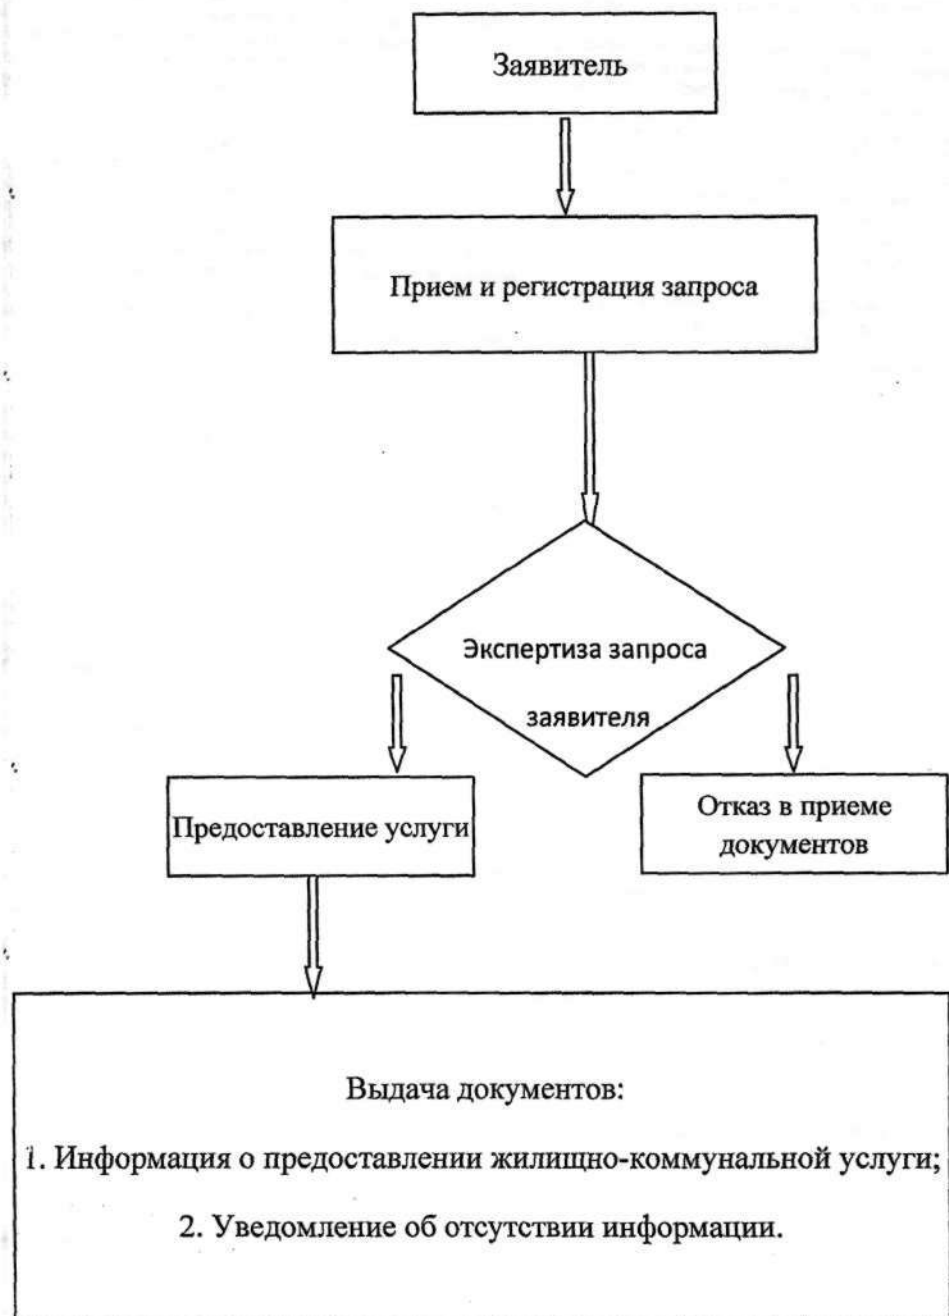 Заявитель
Прием и регистрация запроса
Экспертиза запроса
заявителя
Предоставление услуги
Отказ в приеме
документов
Выдача документов:
1. Информация о предоставлении жилищно-коммунальной услуги;
2. Уведомление об отсутствии информации.